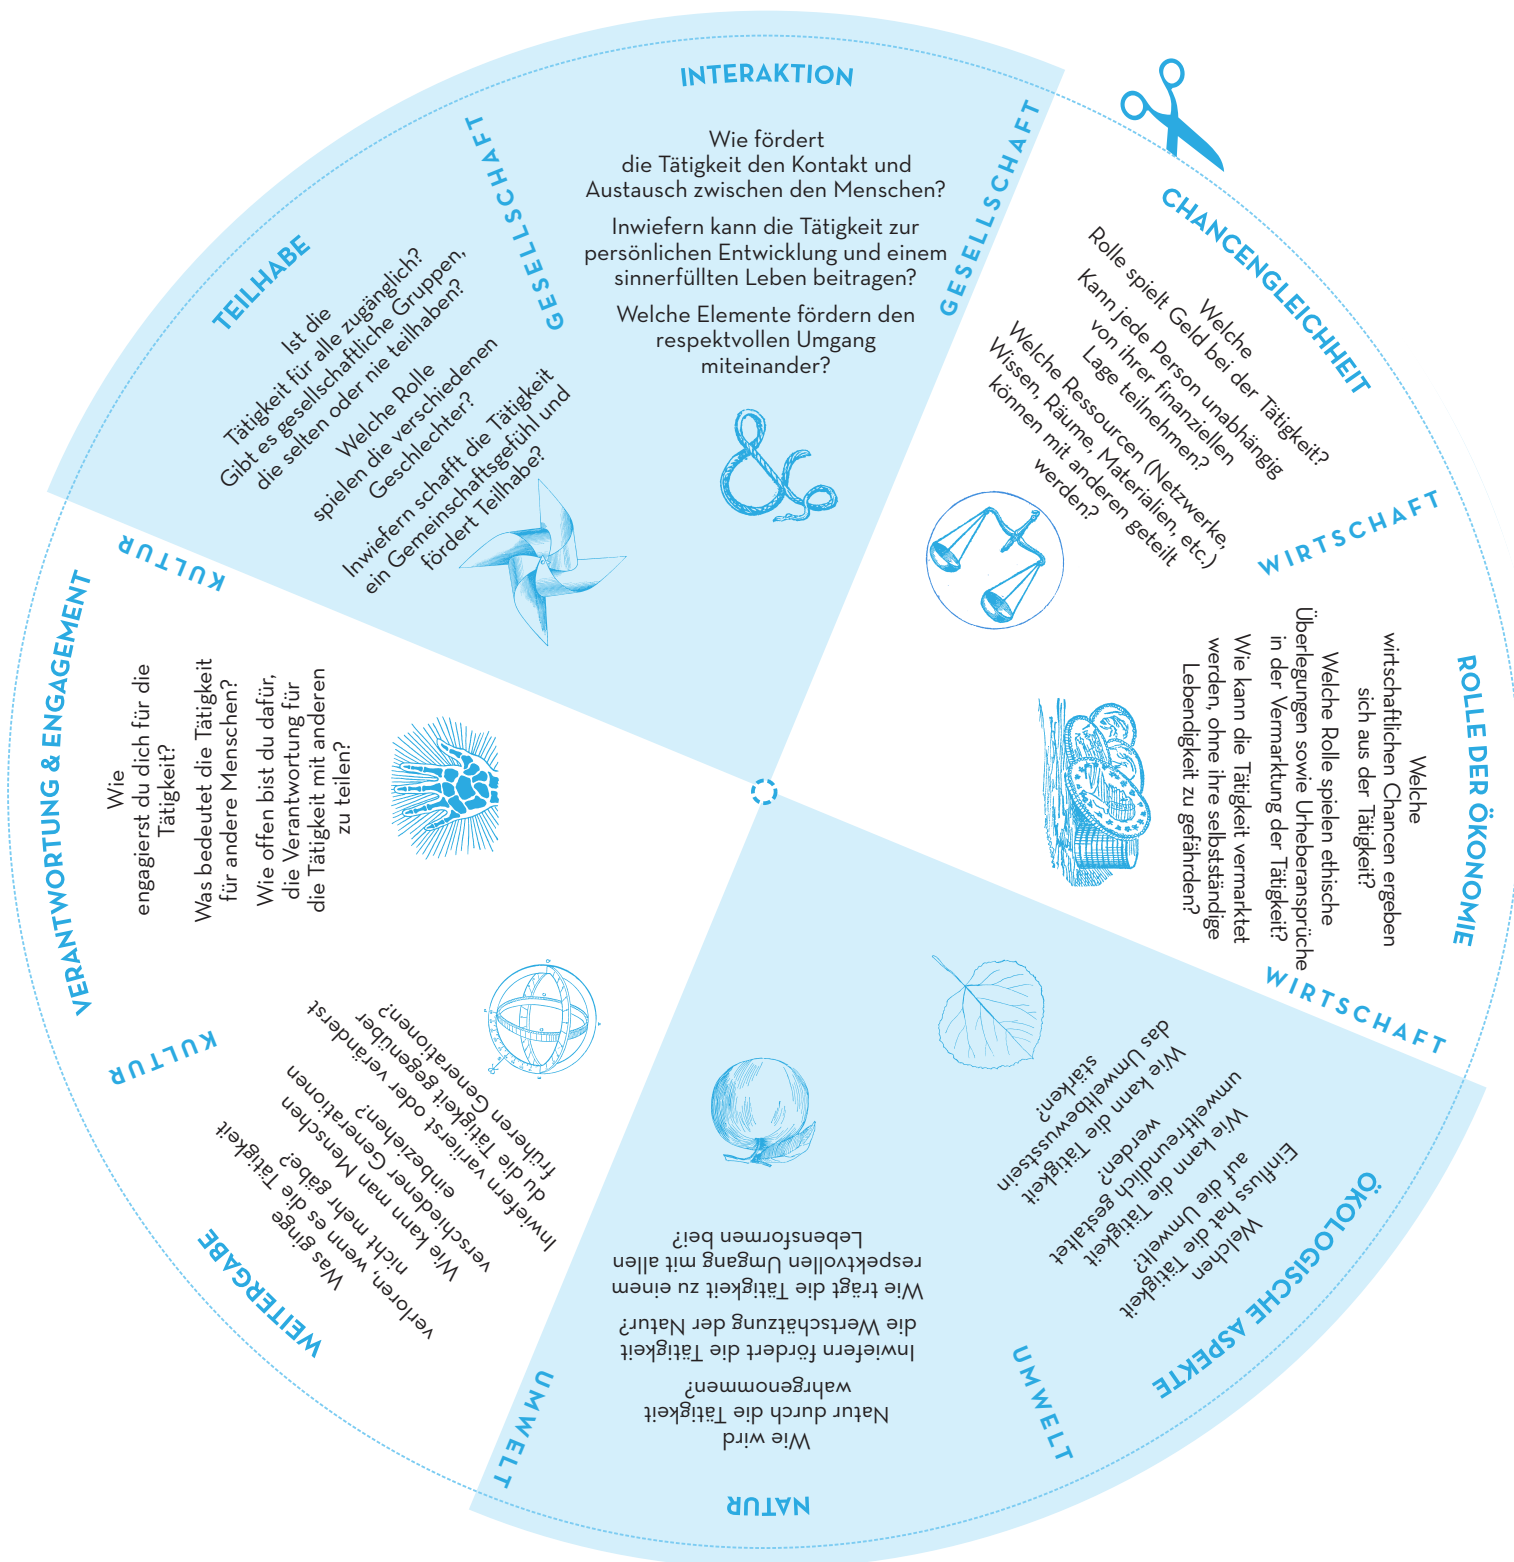 INTERAKTION
GESELLSCHAFT
Wie fördert
die Tätigkeit den Kontakt und
Austausch zwischen den Menschen?
Inwiefern kann die Tätigkeit zur
persönlichen Entwicklung und einem
sinnerfüllten Leben beitragen?
Welche Elemente fördern den
respektvollen Umgang
miteinander?
GESELLSCHAFT
CHANCENGLEICHHEIT
Welche
Rolle spielt Geld bei der Tätigkeit?
Kann jede Person unabhängig
von ihrer finanziellen
Lage teilnehmen?
Welche Ressourcen (Netzwerke,
Wissen, Räume, Materialien, etc.)
können mit anderen geteilt
werden?
WIRTSCHAFT
ROLLE DER ÖKONOMIE
Welche
wirtschaftlichen Chancen ergeben
sich aus der Tätigkeit?
Welche Rolle spielen ethische
Überlegungen sowie Urheberansprüche
in der Vermarktung der Tätigkeit?
Wie kann die Tätigkeit vermarktet
werden, ohne ihre selbstständige
Lebendigkeit zu gefährden?
WIRTSCHAFT
ÖKOLOGISCHE ASPEKTE
Welchen
Einfluss hat die Tätigkeit
auf die Umwelt?
Wie kann die Tätigkeit
umweltfreundlich gestaltet
werden?
Wie kann die Tätigkeit
das Umweltbewusstsein
stärken?
UMWELT
NATUR
Wie wird
Natur durch die Tätigkeit
wahrgenommen?
Inwiefern fördert die Tätigkeit
die Wertschätzung der Natur?
Wie trägt die Tätigkeit zu einem
respektvollen Umgang mit allen
Lebensformen bei?
UMWELT
WEITERGABE
Was ginge
verloren, wenn es die Tätigkeit
nicht mehr gäbe?
Wie kann man Menschen
verschiedener Generationen
einbeziehen?
Inwiefern variierst oder veränderst
du die Tätigkeit gegenüber
früheren Generationen?
KULTUR
VERANTWORTUNG & ENGAGEMENT
Wie
engagierst du dich für die
Tätigkeit?
Was bedeutet die Tätigkeit
für andere Menschen?
Wie offen bist du dafür,
die Verantwortung für
die Tätigkeit mit anderen
zu teilen?
KULTUR
TEILHABE
Ist die
Tätigkeit für alle zugänglich?
Gibt es gesellschaftliche Gruppen,
die selten oder nie teilhaben?
Welche Rolle
spielen die verschiedenen
Geschlechter?
Inwiefern schafft die Tätigkeit
ein Gemeinschaftsgefühl und
fördert Teilhabe?